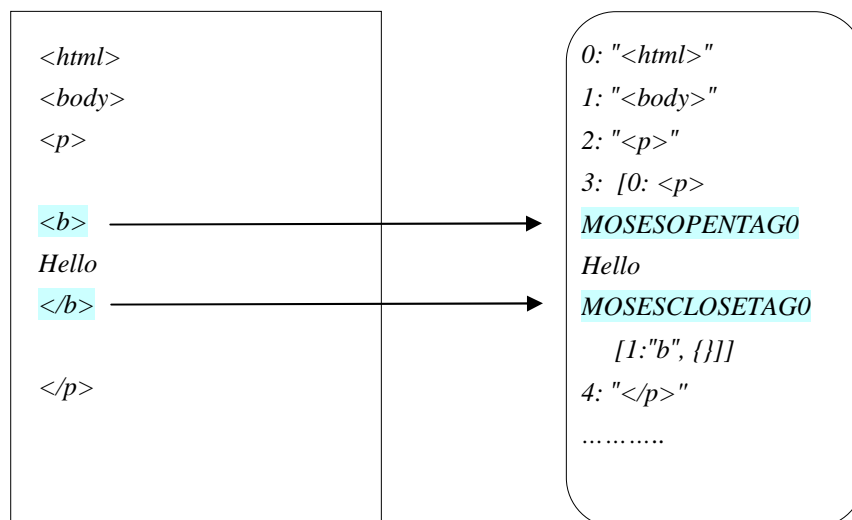 <html>
<body>
<p>
<b>
Hello
</b>
</p>
0: "<html>"
1: "<body>"
2: "<p>"
3: [0: <p>
MOSESOPENTAG0
Hello
MOSESCLOSETAG0
[1:"b", {}]]
4: "</p>"
………..